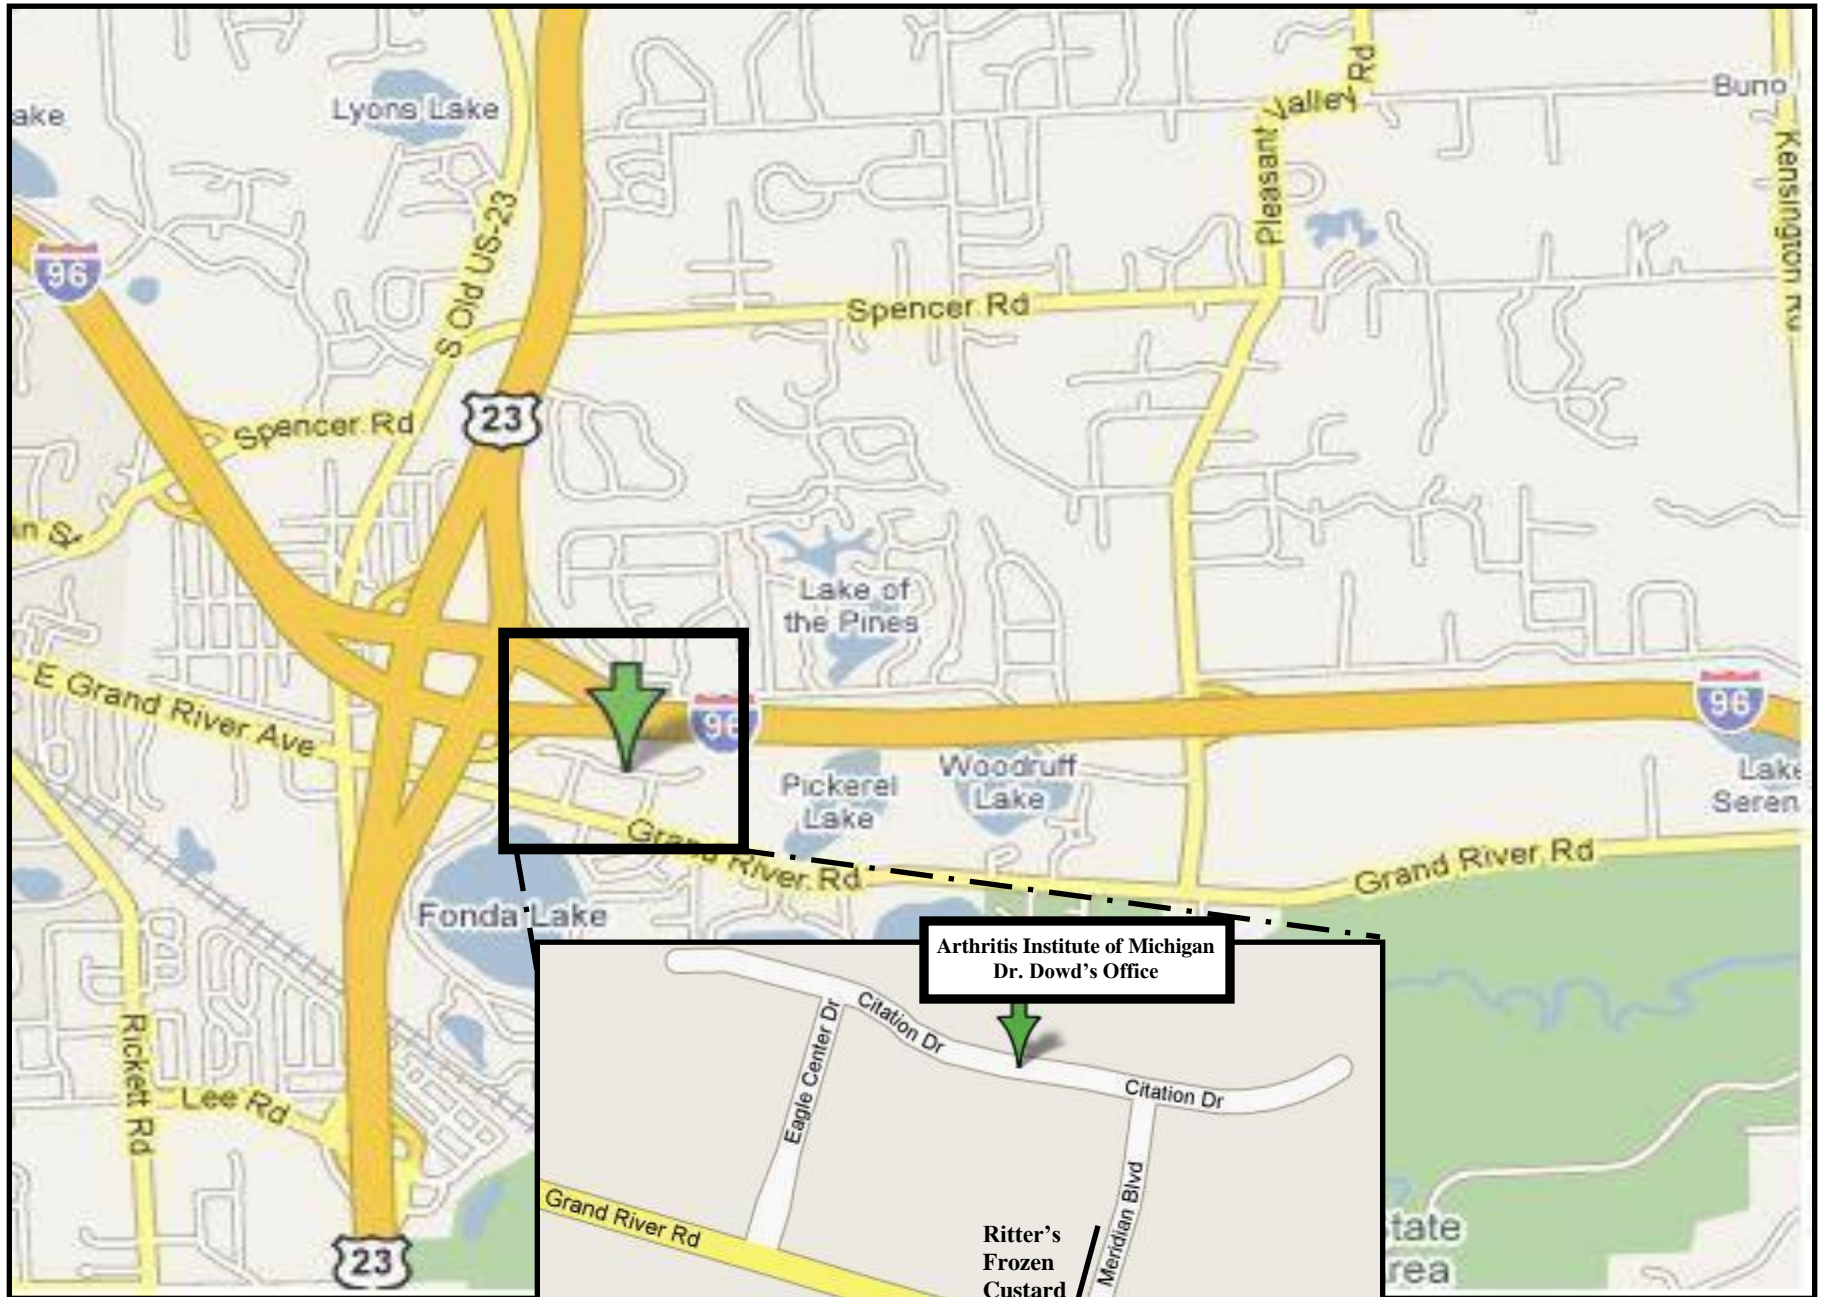 Lyons Lake
ake
Buno
Pleasant Valley Rd
Kensington Rd
S Old US-23
96
Spencer Rd
23
Spencer Rd
in St
Lake of
the Pines
E Grand River Ave
96
96
Pickerel
Lake
Woodruff
Lake
Lake
Seren
Grand River Rd
Grand River Rd
Fonda Lake
Arthritis Institute of Michigan
Dr. Dowd's Office
Citation Dr
Eagle Center Dr
Citation Dr
Rickett Rd
Lee Rd
Meridian Blvd
Grand River Rd
Ritter's
Frozen
Custard
23
tate
rea